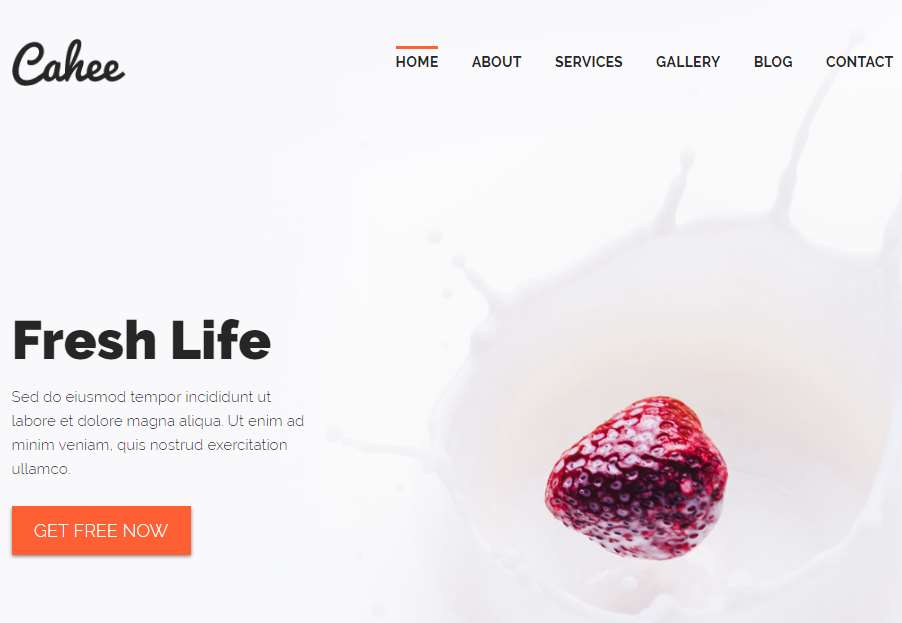 Cahee
HOME ABOUT SERVICES GALLERY BLOG CONTACT
Fresh Life
Sed do eiusmod tempor incididunt ut
labore et dolore magna aliqua. Ut enim ad
minim veniam, quis nostrud exercitation
ullamco.
GET FREE NOW